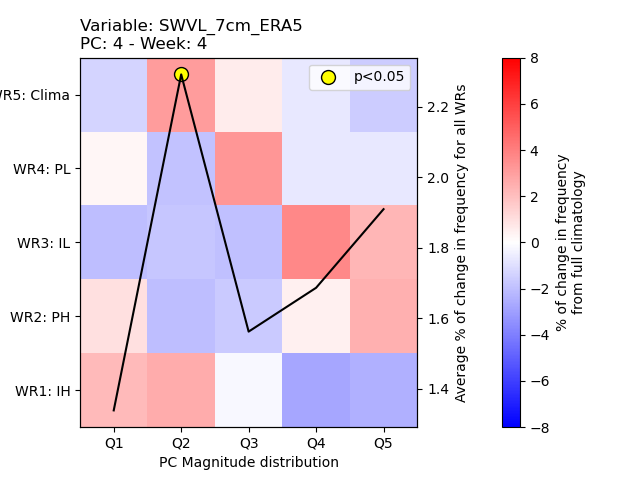 Variable: SWVL_7cm_ERA5
PC: 4 - Week: 4
p<0.05
WR5: Clima
WR4: PL
WR3: IL
WR2: PH
WR1: IH
Q1 Q2 Q3 Q4 Q5
PC Magnitude distribution
2.2
2.0
1.8
1.6
1.4
Average % of change in frequency for all WRs
8
6
4
2
0
−2
−4
−6
−8
% of change in frequency
from full climatology